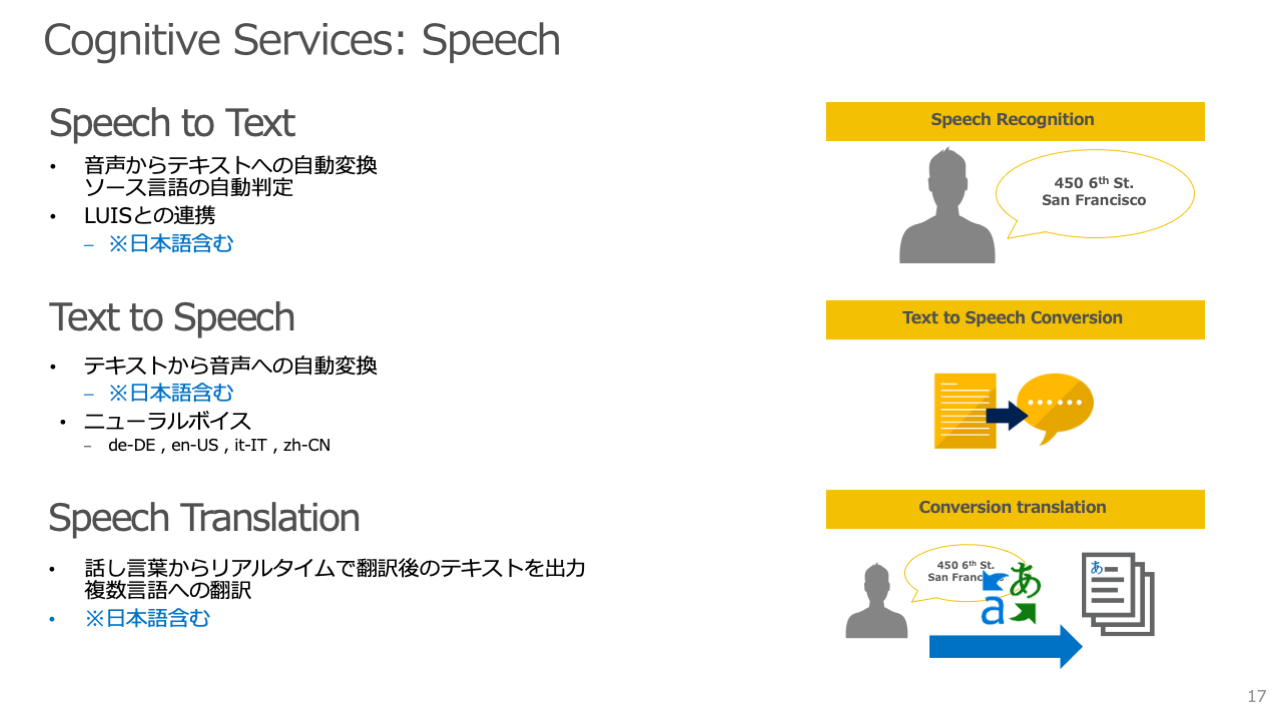 Cognitive Services: Speech
Speech to Text
• 音声からテキストへの自動変換
ソース言語の自動判定
• LUISとの連携
– ※日本語含む
Speech Recognition
450 6th St.
San Francisco
Text to Speech
• テキストから音声への自動変換
– ※日本語含む
• ニューラルボイス
– de-DE , en-US , it-IT , zh-CN
Text to Speech Conversion
Speech Translation
• 話し言葉からリアルタイムで翻訳後のテキストを出力
複数言語への翻訳
• ※日本語含む
Conversion translation
450 6th St.
San
あ
a
あ
17